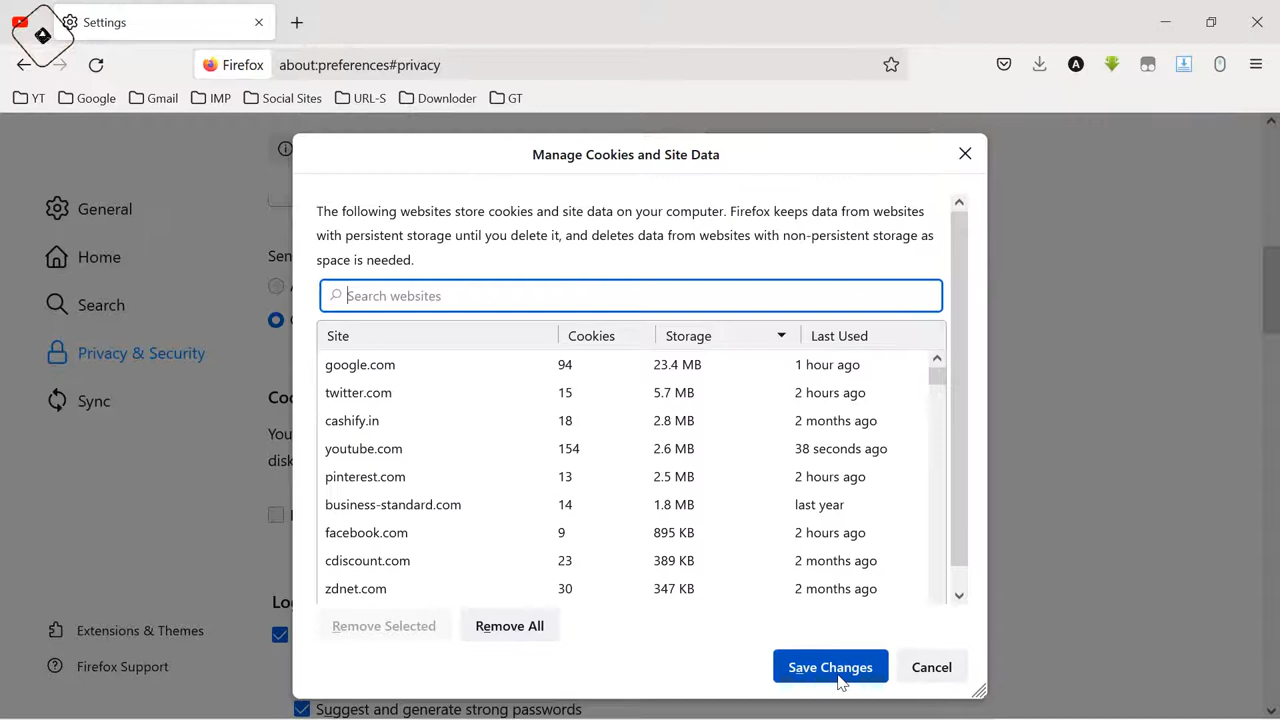 Settings
Firefox about:preferences#privacy
YT Google Gmail IMP Social Sites URL-S Downloder GT
Manage Cookies and Site Data
The following websites store cookies and site data on your computer. Firefox keeps data from websites
with persistent storage until you delete it, and deletes data from websites with non-persistent storage as
space is needed.
Search websites
Site Cookies Storage Last Used
google.com 94 23.4 MB 1 hour ago
twitter.com 15 5.7 MB 2 hours ago
cashify.in 18 2.8 MB 2 months ago
youtube.com 154 2.6 MB 38 seconds ago
pinterest.com 13 2.5 MB 2 hours ago
business-standard.com 14 1.8 MB last year
facebook.com 9 895 KB 2 hours ago
cdiscount.com 23 389 KB 2 months ago
zdnet.com 30 347 KB 2 months ago
Remove Selected Remove All
Save Changes Cancel
General
Home
Search
Privacy & Security
Sync
Extensions & Themes
Firefox Support
Sen
Coo
You
disk
Log
Suggest and generate strong passwords